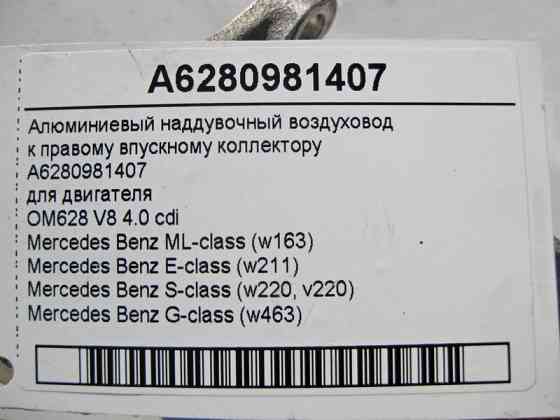 A6280981407
Алюминиевый наддувочный воздуховод
к правому впускному коллектору
A6280981407
для двигателя
OM628 V8 4.0 cdi
Mercedes Benz ML-class (w163)
Mercedes Benz E-class (w211)
Mercedes Benz S-class (w220, v220)
Mercedes Benz G-class (w463)